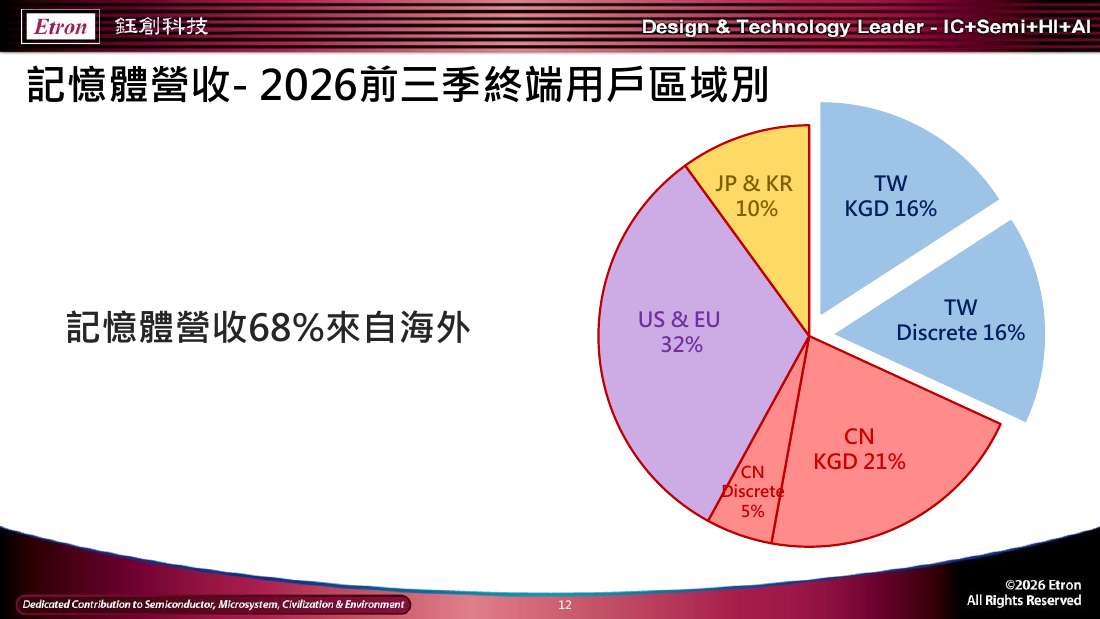 Etron 鈺創科技
Design & Technology Leader - IC+Semi+HI+AI
記憶體營收- 2026前三季終端用戶區域別
JP & KR
10%
TW
KGD 16%
TW
Discrete 16%
US & EU
32%
CN
KGD 21%
CN
Discrete
5%
記憶體營收68%來自海外
Dedicated Contribution to Semiconductor, Microsystem, Civilization & Environment
12
©2026 Etron
All Rights Reserved